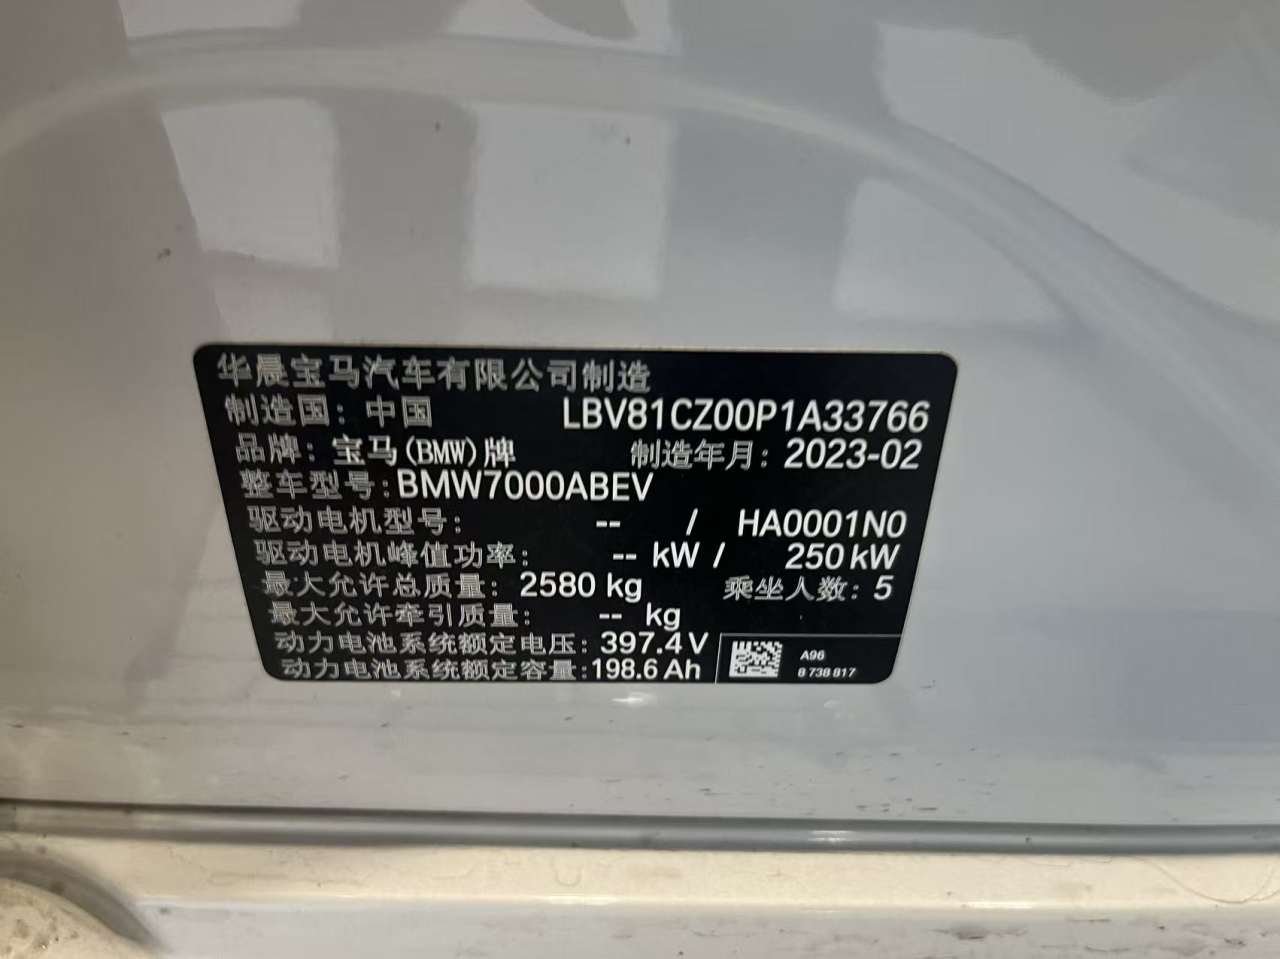 华晨宝马汽车有限公司制造
制造国：中国 LBV81CZ00P1A33766
品牌：宝马(BMW)牌 制造年月：2023-02
整车型号：BMW7000ABEV
驱动电机型号： -- / HA0001N0
驱动电机峰值功率： -- kW / 250 kW
最大允许总质量：2580 kg 乘坐人数：5
最大允许牵引质量： -- kg
动力电池系统额定电压：397.4 V
动力电池系统额定容量：198.6 Ah
A96
8 738 817